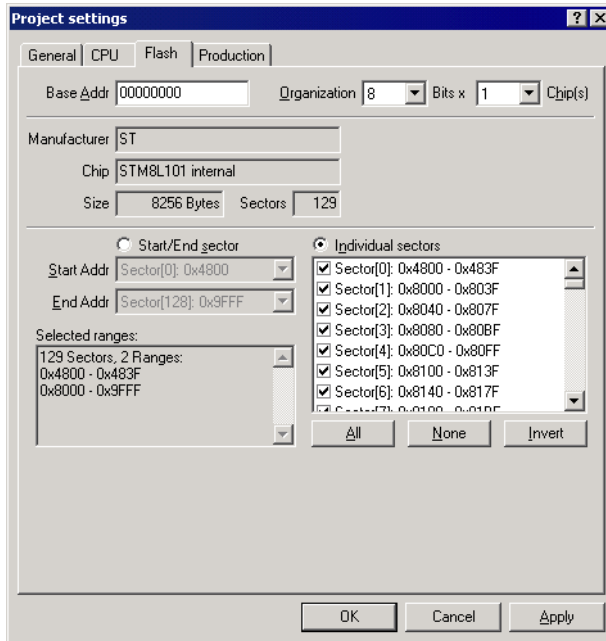 Project settings
General CPU Flash Production
Base Addr 00000000 Organization 8 Bits x 1 Chip(s)
Manufacturer ST
Chip STM8L101 internal
Size 8256 Bytes Sectors 129
Start/End sector
Start Addr Sector[0]: 0x4800
End Addr Sector[128]: 0x9FFF
Selected ranges:
129 Sectors, 2 Ranges:
0x4800 - 0x483F
0x8000 - 0x9FFF
Individual sectors
Sector[0]: 0x4800 - 0x483F
Sector[1]: 0x8000 - 0x803F
Sector[2]: 0x8040 - 0x807F
Sector[3]: 0x8080 - 0x80BF
Sector[4]: 0x80C0 - 0x80FF
Sector[5]: 0x8100 - 0x813F
Sector[6]: 0x8140 - 0x817F
All None Invert
OK Cancel Apply